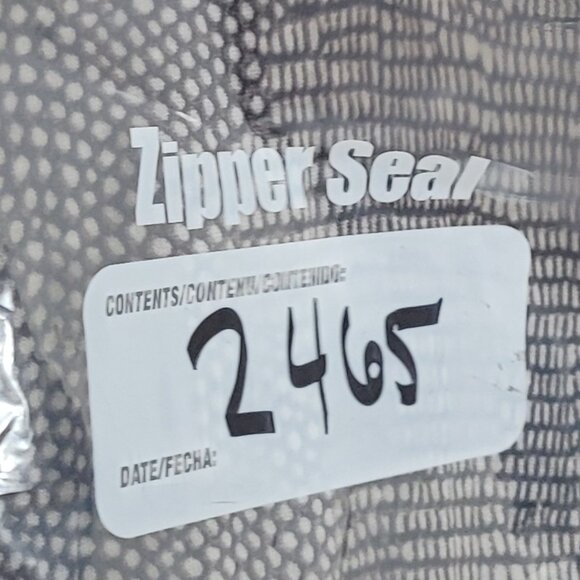 Zipper Seal
CONTENTS/CONTENU/CONTENIDO:
2465
DATE/FECHA: